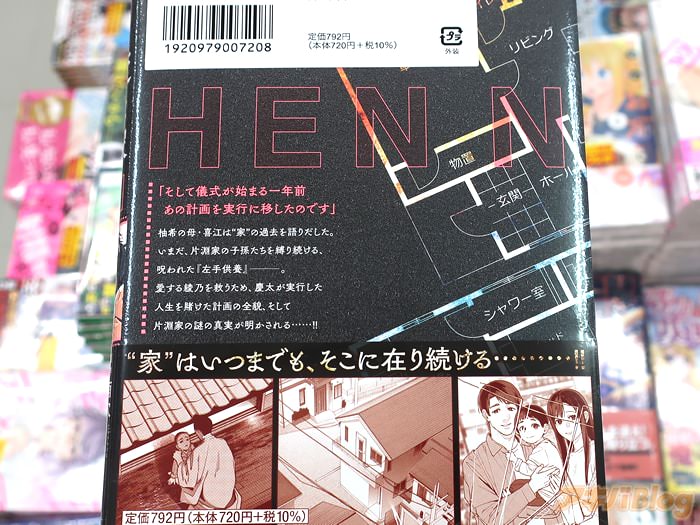 1920979007208
定価792円
(本体720円+税10%)
プラ
外装
リビング
HEN N
物置
玄関
ホール
「そして儀式が始まる一年前
あの計画を実行に移したのです」
柚希の母・喜江は"家"の過去を語りだした。
いまだ、片淵家の子孫たちを縛り続ける、
呪われた『左手供養』―――。
愛する綾乃を救うため、慶太が実行した
人生を賭けた計画の全貌、そして
片淵家の謎の真実が明かされる……!!
シャワー室
"家"はいつまでも、そこに在り続ける
定価792円(本体720円+税10%)